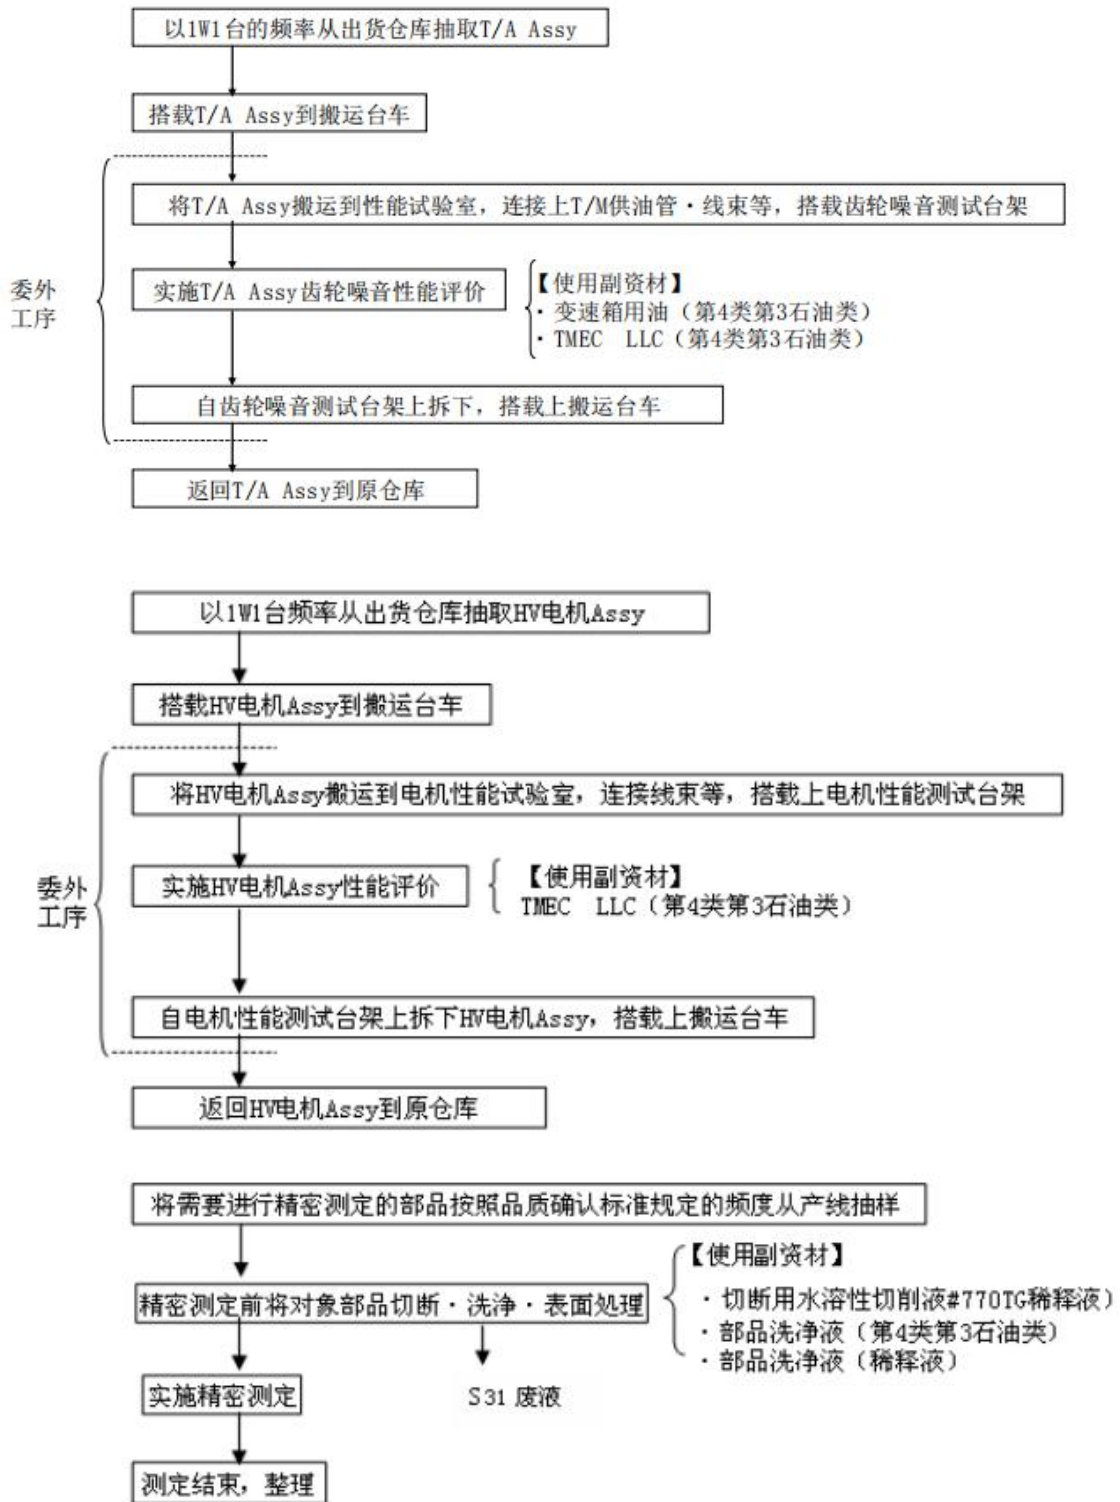 以1W1台的频率从出货仓库抽取T/A Assy
搭载T/A Assy到搬运台车
将T/A Assy搬运到性能试验室，连接上T/M供油管·线束等，搭载齿轮噪音测试台架
委外
工序
实施T/A Assy齿轮噪音性能评价
【使用副资材】
·变速箱用油（第4类第3石油类）
·TMEC LLC（第4类第3石油类）
自齿轮噪音测试台架上拆下，搭载上搬运台车
返回T/A Assy到原仓库
以1W1台频率从出货仓库抽取HV电机Assy
搭载HV电机Assy到搬运台车
将HV电机Assy搬运到电机性能试验室，连接线束等，搭载上电机性能测试台架
委外
工序
实施HV电机Assy性能评价
【使用副资材】
TMEC LLC（第4类第3石油类）
自电机性能测试台架上拆下HV电机Assy，搭载上搬运台车
返回HV电机Assy到原仓库
将需要进行精密测定的部品按照品质确认标准规定的频度从产线抽样
精密测定前将对象部品切断·洗净·表面处理
【使用副资材】
·切断用水溶性切削液#770TG稀释液）
·部品洗净液（第4类第3石油类）
·部品洗净液（稀释液）
实施精密测定
S31 废液
测定结束，整理